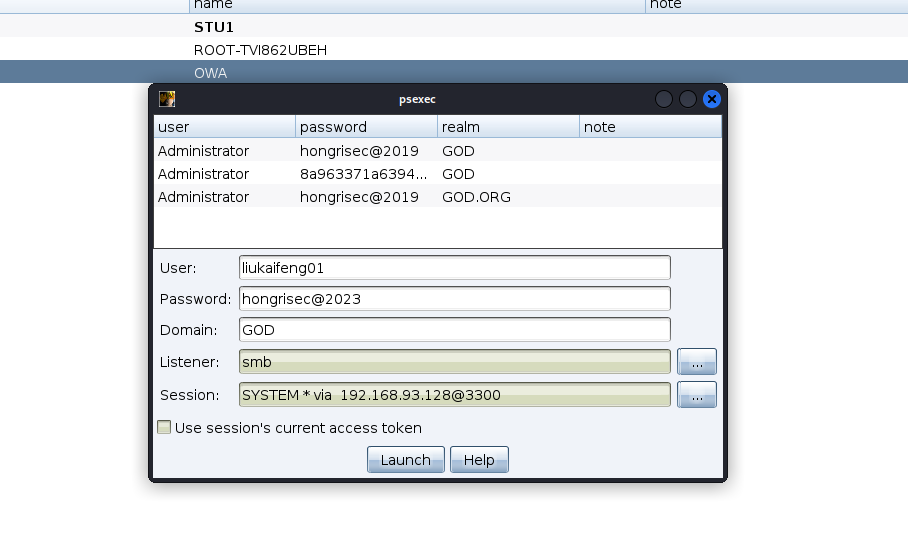 name note
STU1
ROOT-TVI862UBEH
OWA
psexec
user password realm note
Administrator hongrisec@2019 GOD
Administrator 8a963371a6394... GOD
Administrator hongrisec@2019 GOD.ORG
User: liukaifeng01
Password: hongrisec@2023
Domain: GOD
Listener: smb ...
Session: SYSTEM * via 192.168.93.128@3300 ...
Use session's current access token
Launch Help